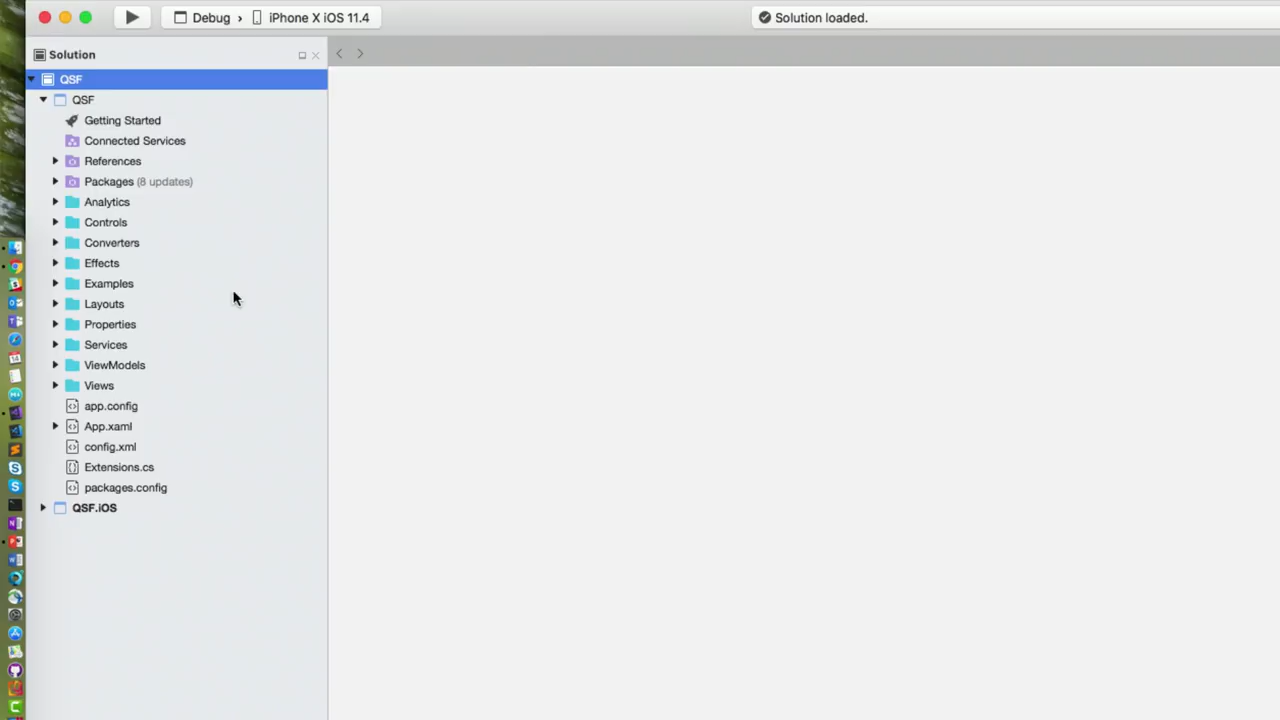 Debug › iPhone X iOS 11.4
Solution loaded.
Solution
QSF
QSF
Getting Started
Connected Services
References
Packages (8 updates)
Analytics
Controls
Converters
Effects
Examples
Layouts
Properties
Services
ViewModels
Views
app.config
App.xaml
config.xml
Extensions.cs
packages.config
QSF.iOS